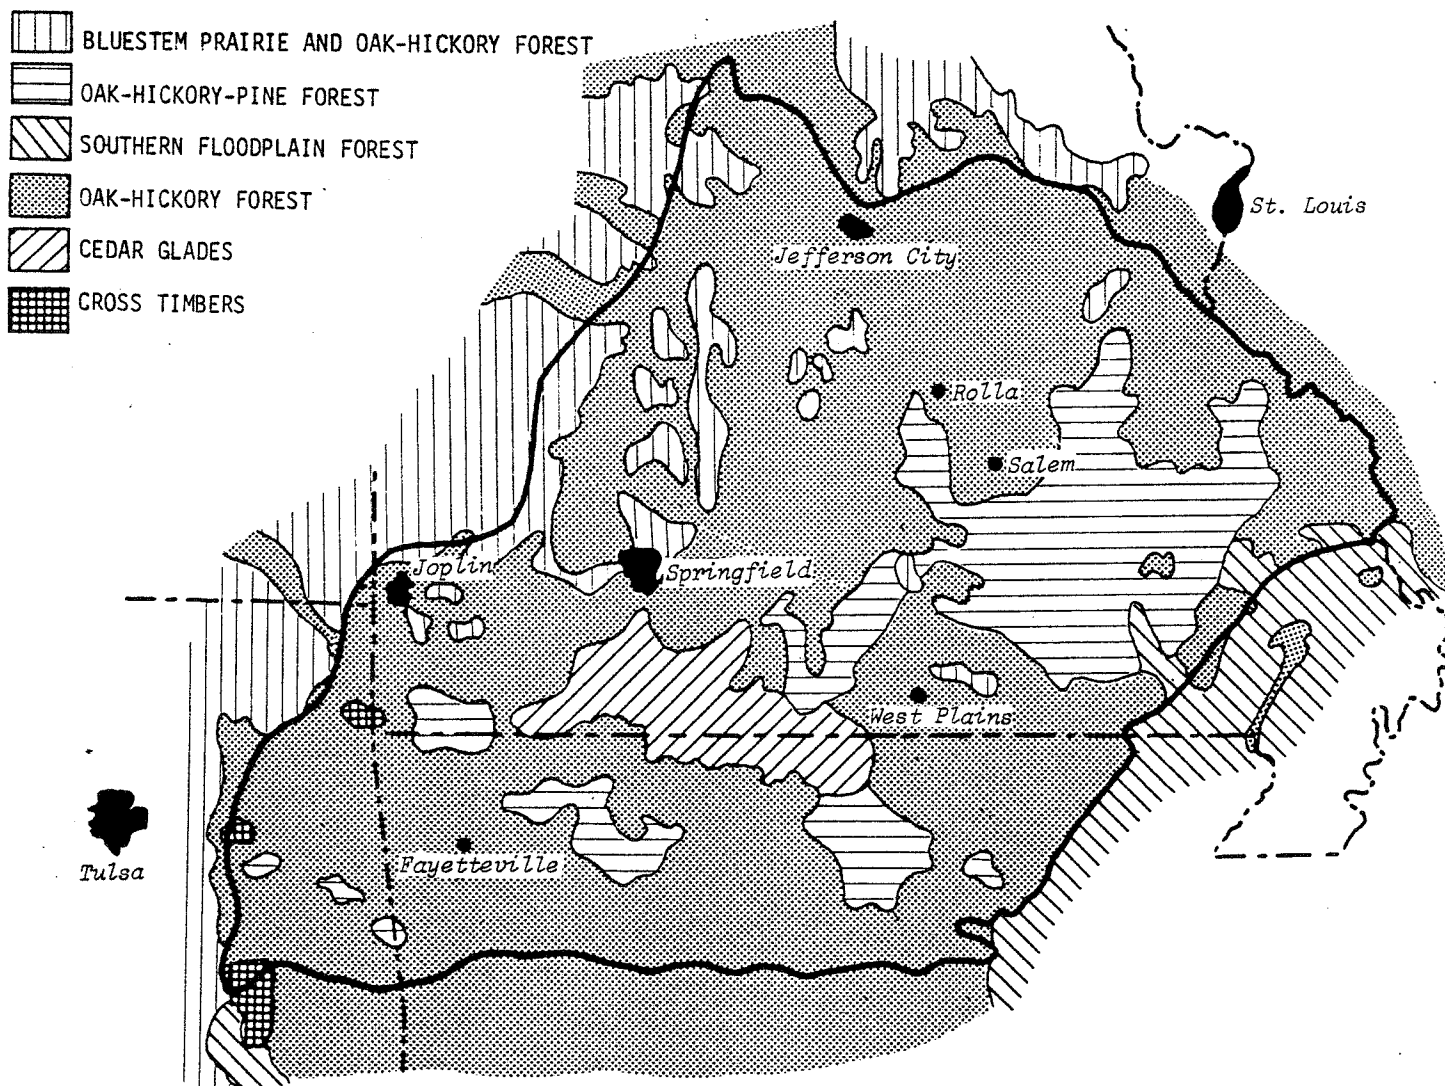 BLUESTEM PRAIRIE AND OAK-HICKORY FOREST
OAK-HICKORY-PINE FOREST
SOUTHERN FLOODPLAIN FOREST
OAK-HICKORY FOREST
CEDAR GLADES
CROSS TIMBERS
St. Louis
Jefferson City
Rolla
Salem
Joplin
Springfield
West Plains
Tulsa
Fayetteville